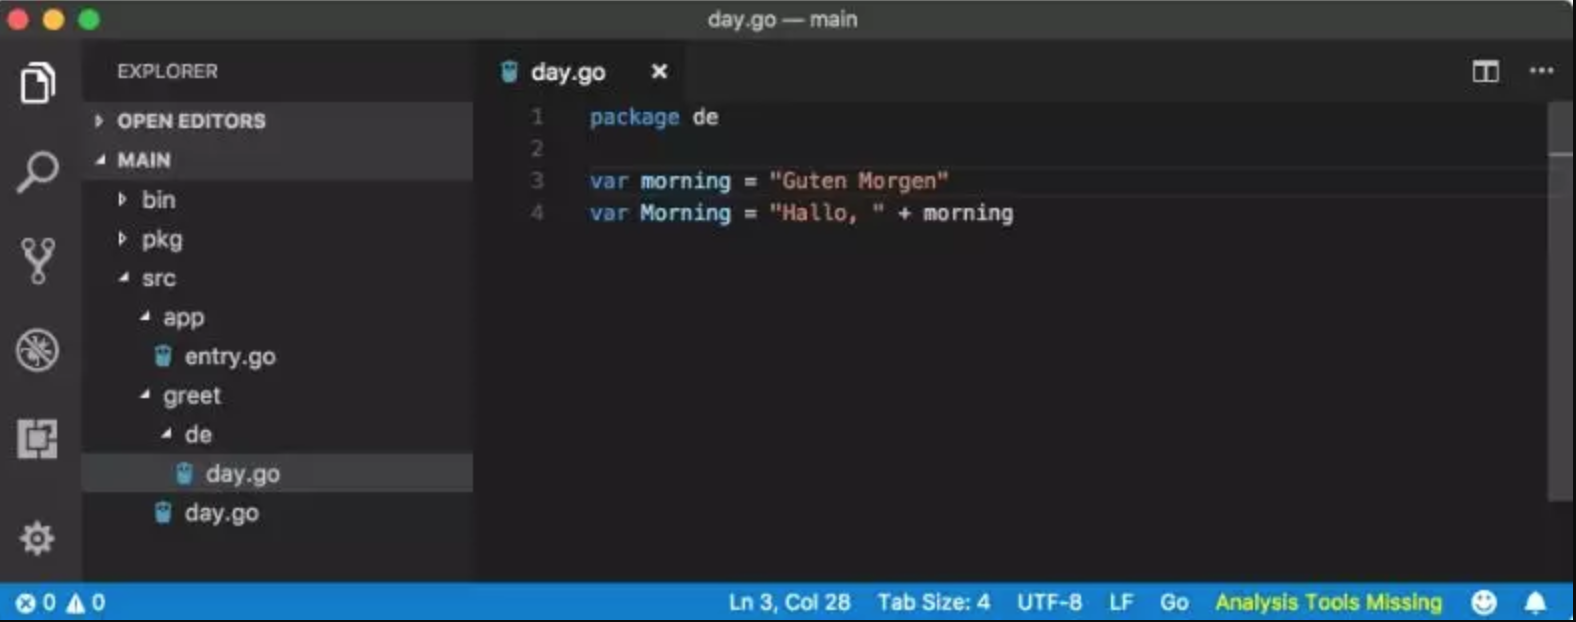 day.go — main
EXPLORER
OPEN EDITORS
MAIN
bin
pkg
src
app
entry.go
greet
de
day.go
day.go
day.go
1 package de
2
3 var morning = "Guten Morgen"
4 var Morning = "Hallo, " + morning
0 0 Ln 3, Col 28 Tab Size: 4 UTF-8 LF Go Analysis Tools Missing